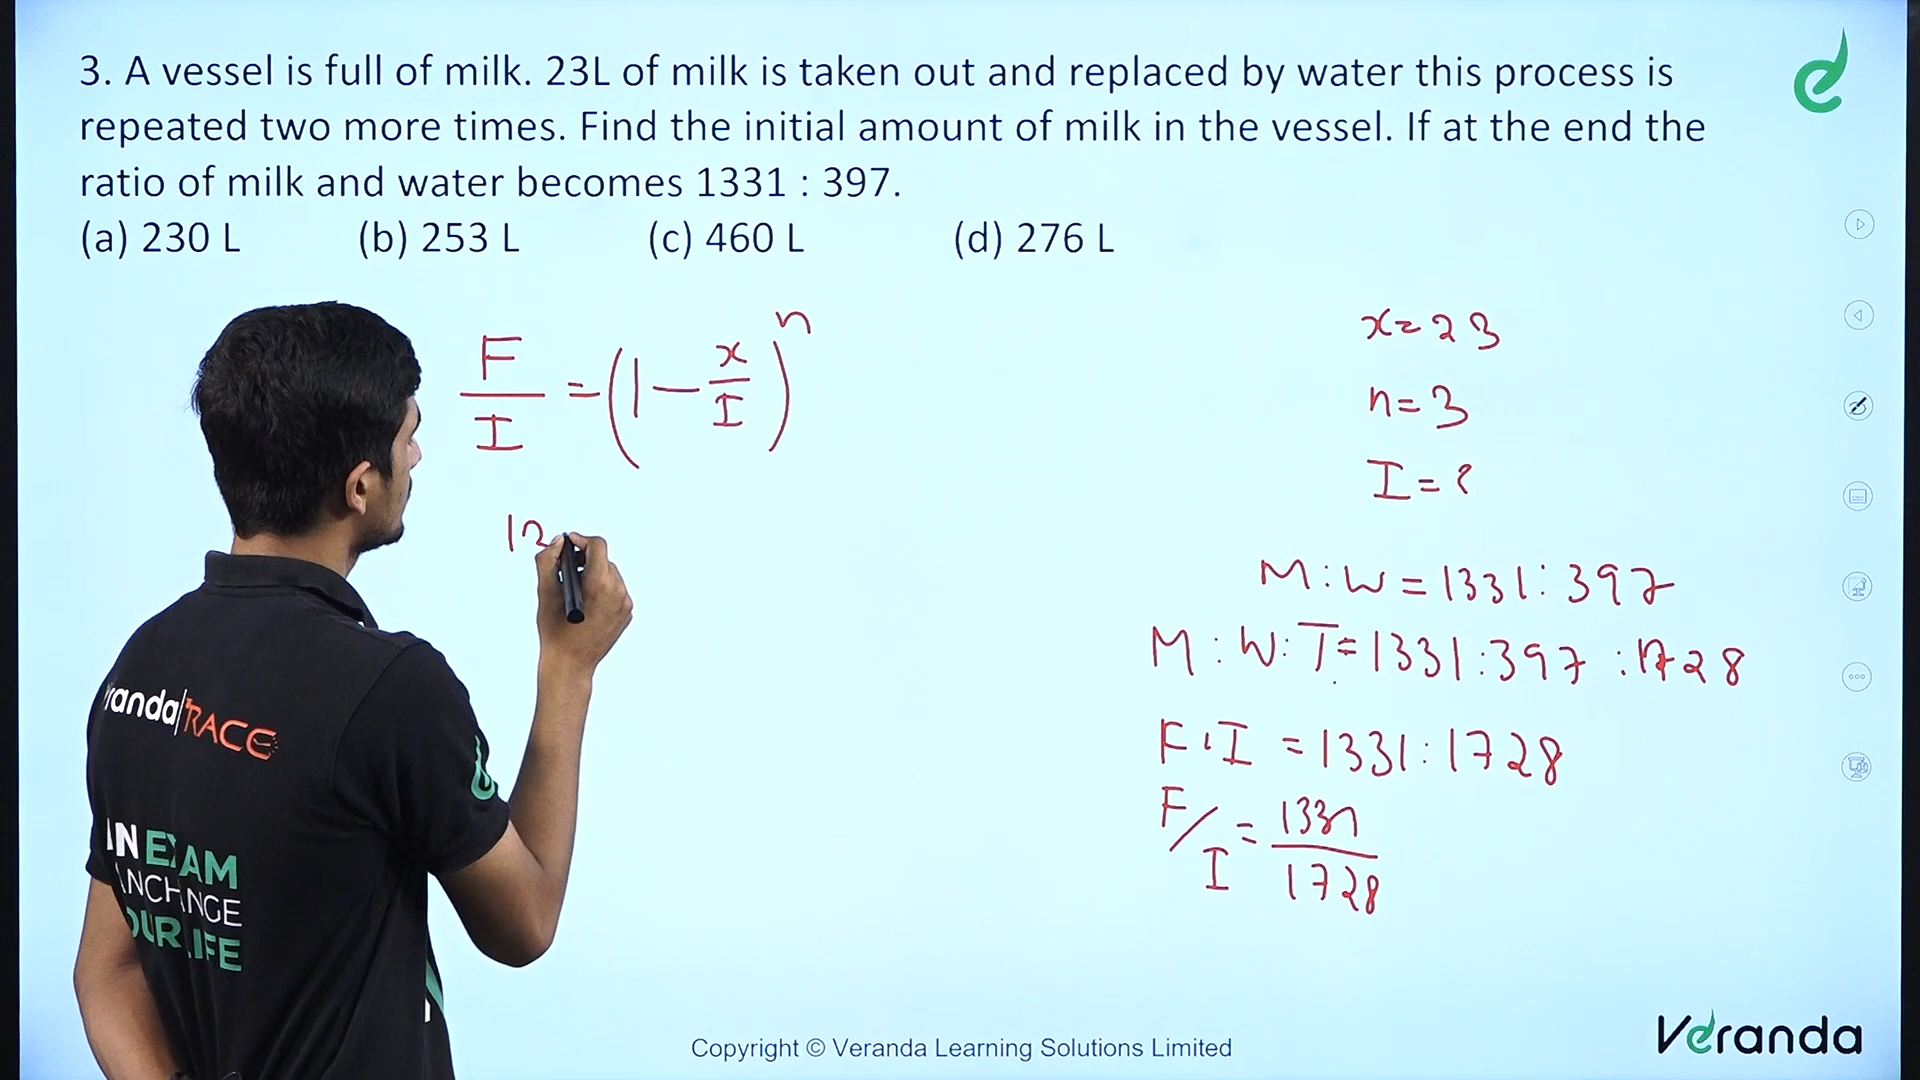 3. A vessel is full of milk. 23L of milk is taken out and replaced by water this process is
repeated two more times. Find the initial amount of milk in the vessel. If at the end the
ratio of milk and water becomes 1331 : 397.
(a) 230 L (b) 253 L (c) 460 L (d) 276 L
F/I = (1 - x/I)^n
x = 23
n = 3
I = ?
M : W = 1331 : 397
M : W : T = 1331 : 397 : 1728
F : I = 1331 : 1728
F/I = 1331/1728
RACE
EXAM
Veranda
Copyright © Veranda Learning Solutions Limited